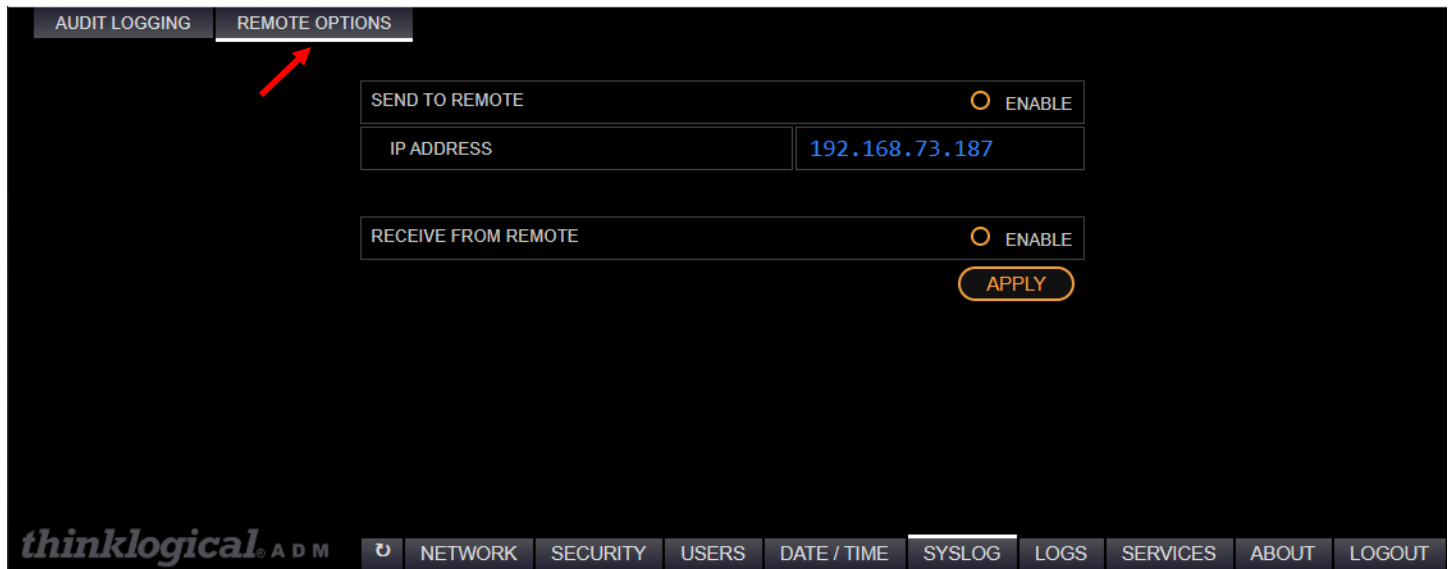 AUDIT LOGGING REMOTE OPTIONS
SEND TO REMOTE ENABLE
IP ADDRESS 192.168.73.187
RECEIVE FROM REMOTE ENABLE
APPLY
thinklogical® ADM ↻ NETWORK SECURITY USERS DATE / TIME SYSLOG LOGS SERVICES ABOUT LOGOUT